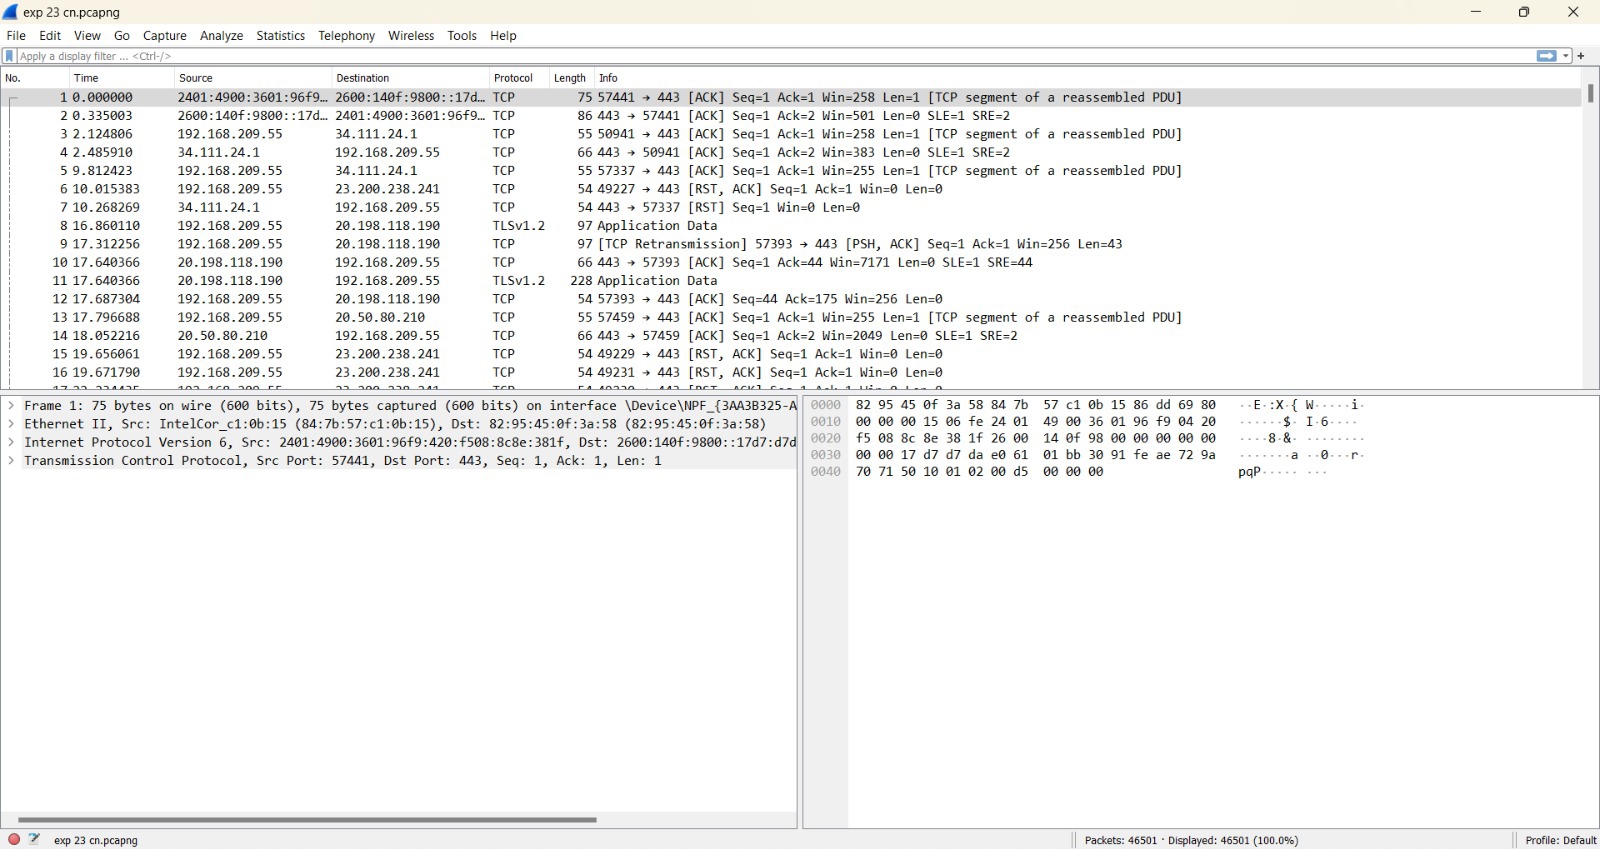 exp 23 cn.pcapng
File Edit View Go Capture Analyze Statistics Telephony Wireless Tools Help
Apply a display filter ... <Ctrl-/>
No. Time Source Destination Protocol Length Info
1 0.000000 2401:4900:3601:96f9… 2600:140f:9800::17d… TCP 75 57441 → 443 [ACK] Seq=1 Ack=1 Win=258 Len=1 [TCP segment of a reassembled PDU]
2 0.335003 2600:140f:9800::17d… 2401:4900:3601:96f9… TCP 86 443 → 57441 [ACK] Seq=1 Ack=2 Win=501 Len=0 SLE=1 SRE=2
3 2.124806 192.168.209.55 34.111.24.1 TCP 55 50941 → 443 [ACK] Seq=1 Ack=1 Win=258 Len=1 [TCP segment of a reassembled PDU]
4 2.485910 34.111.24.1 192.168.209.55 TCP 66 443 → 50941 [ACK] Seq=1 Ack=2 Win=383 Len=0 SLE=1 SRE=2
5 9.812423 192.168.209.55 34.111.24.1 TCP 55 57337 → 443 [ACK] Seq=1 Ack=1 Win=255 Len=1 [TCP segment of a reassembled PDU]
6 10.015383 192.168.209.55 23.200.238.241 TCP 54 49227 → 443 [RST, ACK] Seq=1 Ack=1 Win=0 Len=0
7 10.268269 34.111.24.1 192.168.209.55 TCP 54 443 → 57337 [RST] Seq=1 Win=0 Len=0
8 16.860110 192.168.209.55 20.198.118.190 TLSv1.2 97 Application Data
9 17.312256 192.168.209.55 20.198.118.190 TCP 97 [TCP Retransmission] 57393 → 443 [PSH, ACK] Seq=1 Ack=1 Win=256 Len=43
10 17.640366 20.198.118.190 192.168.209.55 TCP 66 443 → 57393 [ACK] Seq=1 Ack=44 Win=7171 Len=0 SLE=1 SRE=44
11 17.640366 20.198.118.190 192.168.209.55 TLSv1.2 228 Application Data
12 17.687304 192.168.209.55 20.198.118.190 TCP 54 57393 → 443 [ACK] Seq=44 Ack=175 Win=256 Len=0
13 17.796688 192.168.209.55 20.50.80.210 TCP 55 57459 → 443 [ACK] Seq=1 Ack=1 Win=255 Len=1 [TCP segment of a reassembled PDU]
14 18.052216 20.50.80.210 192.168.209.55 TCP 66 443 → 57459 [ACK] Seq=1 Ack=2 Win=2049 Len=0 SLE=1 SRE=2
15 19.656061 192.168.209.55 23.200.238.241 TCP 54 49229 → 443 [RST, ACK] Seq=1 Ack=1 Win=0 Len=0
16 19.671790 192.168.209.55 23.200.238.241 TCP 54 49231 → 443 [RST, ACK] Seq=1 Ack=1 Win=0 Len=0
Frame 1: 75 bytes on wire (600 bits), 75 bytes captured (600 bits) on interface \Device\NPF_{3AA3B325-A
Ethernet II, Src: IntelCor_c1:0b:15 (84:7b:57:c1:0b:15), Dst: 82:95:45:0f:3a:58 (82:95:45:0f:3a:58)
Internet Protocol Version 6, Src: 2401:4900:3601:96f9:420:f508:8c8e:381f, Dst: 2600:140f:9800::17d7:d7d
Transmission Control Protocol, Src Port: 57441, Dst Port: 443, Seq: 1, Ack: 1, Len: 1
0000 82 95 45 0f 3a 58 84 7b 57 c1 0b 15 86 dd 69 80 ··E·:X·{ W·····i·
0010 00 00 00 15 06 fe 24 01 49 00 36 01 96 f9 04 20 ······$· I·6····
0020 f5 08 8c 8e 38 1f 26 00 14 0f 98 00 00 00 00 00 ····8·&· ········
0030 00 00 17 d7 d7 da e0 61 01 bb 30 91 fe ae 72 9a ·······a ··0···r·
0040 70 71 50 10 01 02 00 d5 00 00 00 pqP····· ···
exp 23 cn.pcapng
Packets: 46501 · Displayed: 46501 (100.0%)
Profile: Default